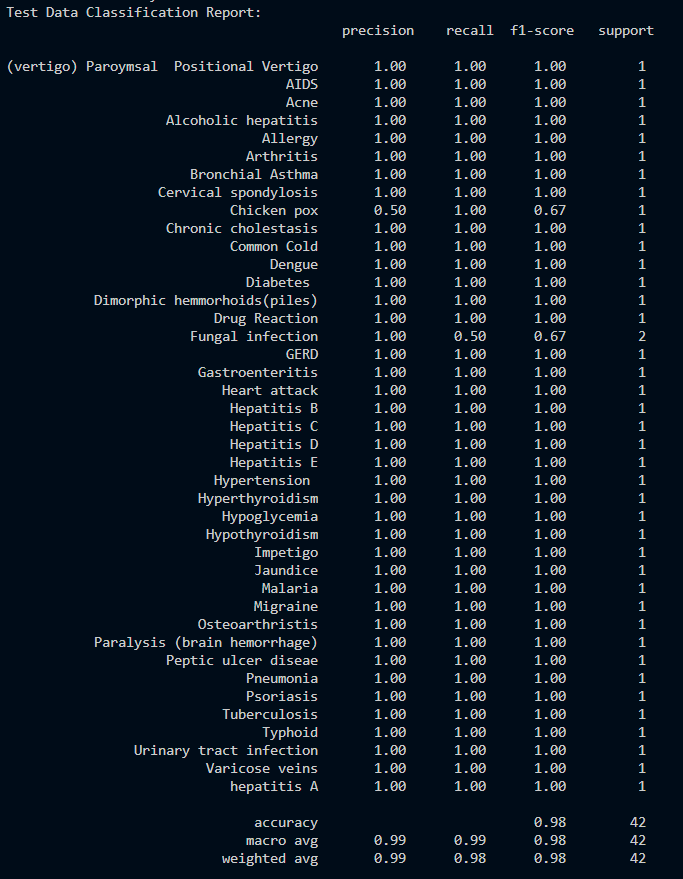 Test Data Classification Report:
precision recall f1-score support
(vertigo) Paroymsal  Positional Vertigo 1.00 1.00 1.00 1
AIDS 1.00 1.00 1.00 1
Acne 1.00 1.00 1.00 1
Alcoholic hepatitis 1.00 1.00 1.00 1
Allergy 1.00 1.00 1.00 1
Arthritis 1.00 1.00 1.00 1
Bronchial Asthma 1.00 1.00 1.00 1
Cervical spondylosis 1.00 1.00 1.00 1
Chicken pox 0.50 1.00 0.67 1
Chronic cholestasis 1.00 1.00 1.00 1
Common Cold 1.00 1.00 1.00 1
Dengue 1.00 1.00 1.00 1
Diabetes 1.00 1.00 1.00 1
Dimorphic hemmorhoids(piles) 1.00 1.00 1.00 1
Drug Reaction 1.00 1.00 1.00 1
Fungal infection 1.00 0.50 0.67 2
GERD 1.00 1.00 1.00 1
Gastroenteritis 1.00 1.00 1.00 1
Heart attack 1.00 1.00 1.00 1
Hepatitis B 1.00 1.00 1.00 1
Hepatitis C 1.00 1.00 1.00 1
Hepatitis D 1.00 1.00 1.00 1
Hepatitis E 1.00 1.00 1.00 1
Hypertension 1.00 1.00 1.00 1
Hyperthyroidism 1.00 1.00 1.00 1
Hypoglycemia 1.00 1.00 1.00 1
Hypothyroidism 1.00 1.00 1.00 1
Impetigo 1.00 1.00 1.00 1
Jaundice 1.00 1.00 1.00 1
Malaria 1.00 1.00 1.00 1
Migraine 1.00 1.00 1.00 1
Osteoarthristis 1.00 1.00 1.00 1
Paralysis (brain hemorrhage) 1.00 1.00 1.00 1
Peptic ulcer diseae 1.00 1.00 1.00 1
Pneumonia 1.00 1.00 1.00 1
Psoriasis 1.00 1.00 1.00 1
Tuberculosis 1.00 1.00 1.00 1
Typhoid 1.00 1.00 1.00 1
Urinary tract infection 1.00 1.00 1.00 1
Varicose veins 1.00 1.00 1.00 1
hepatitis A 1.00 1.00 1.00 1
accuracy 0.98 42
macro avg 0.99 0.99 0.98 42
weighted avg 0.99 0.98 0.98 42